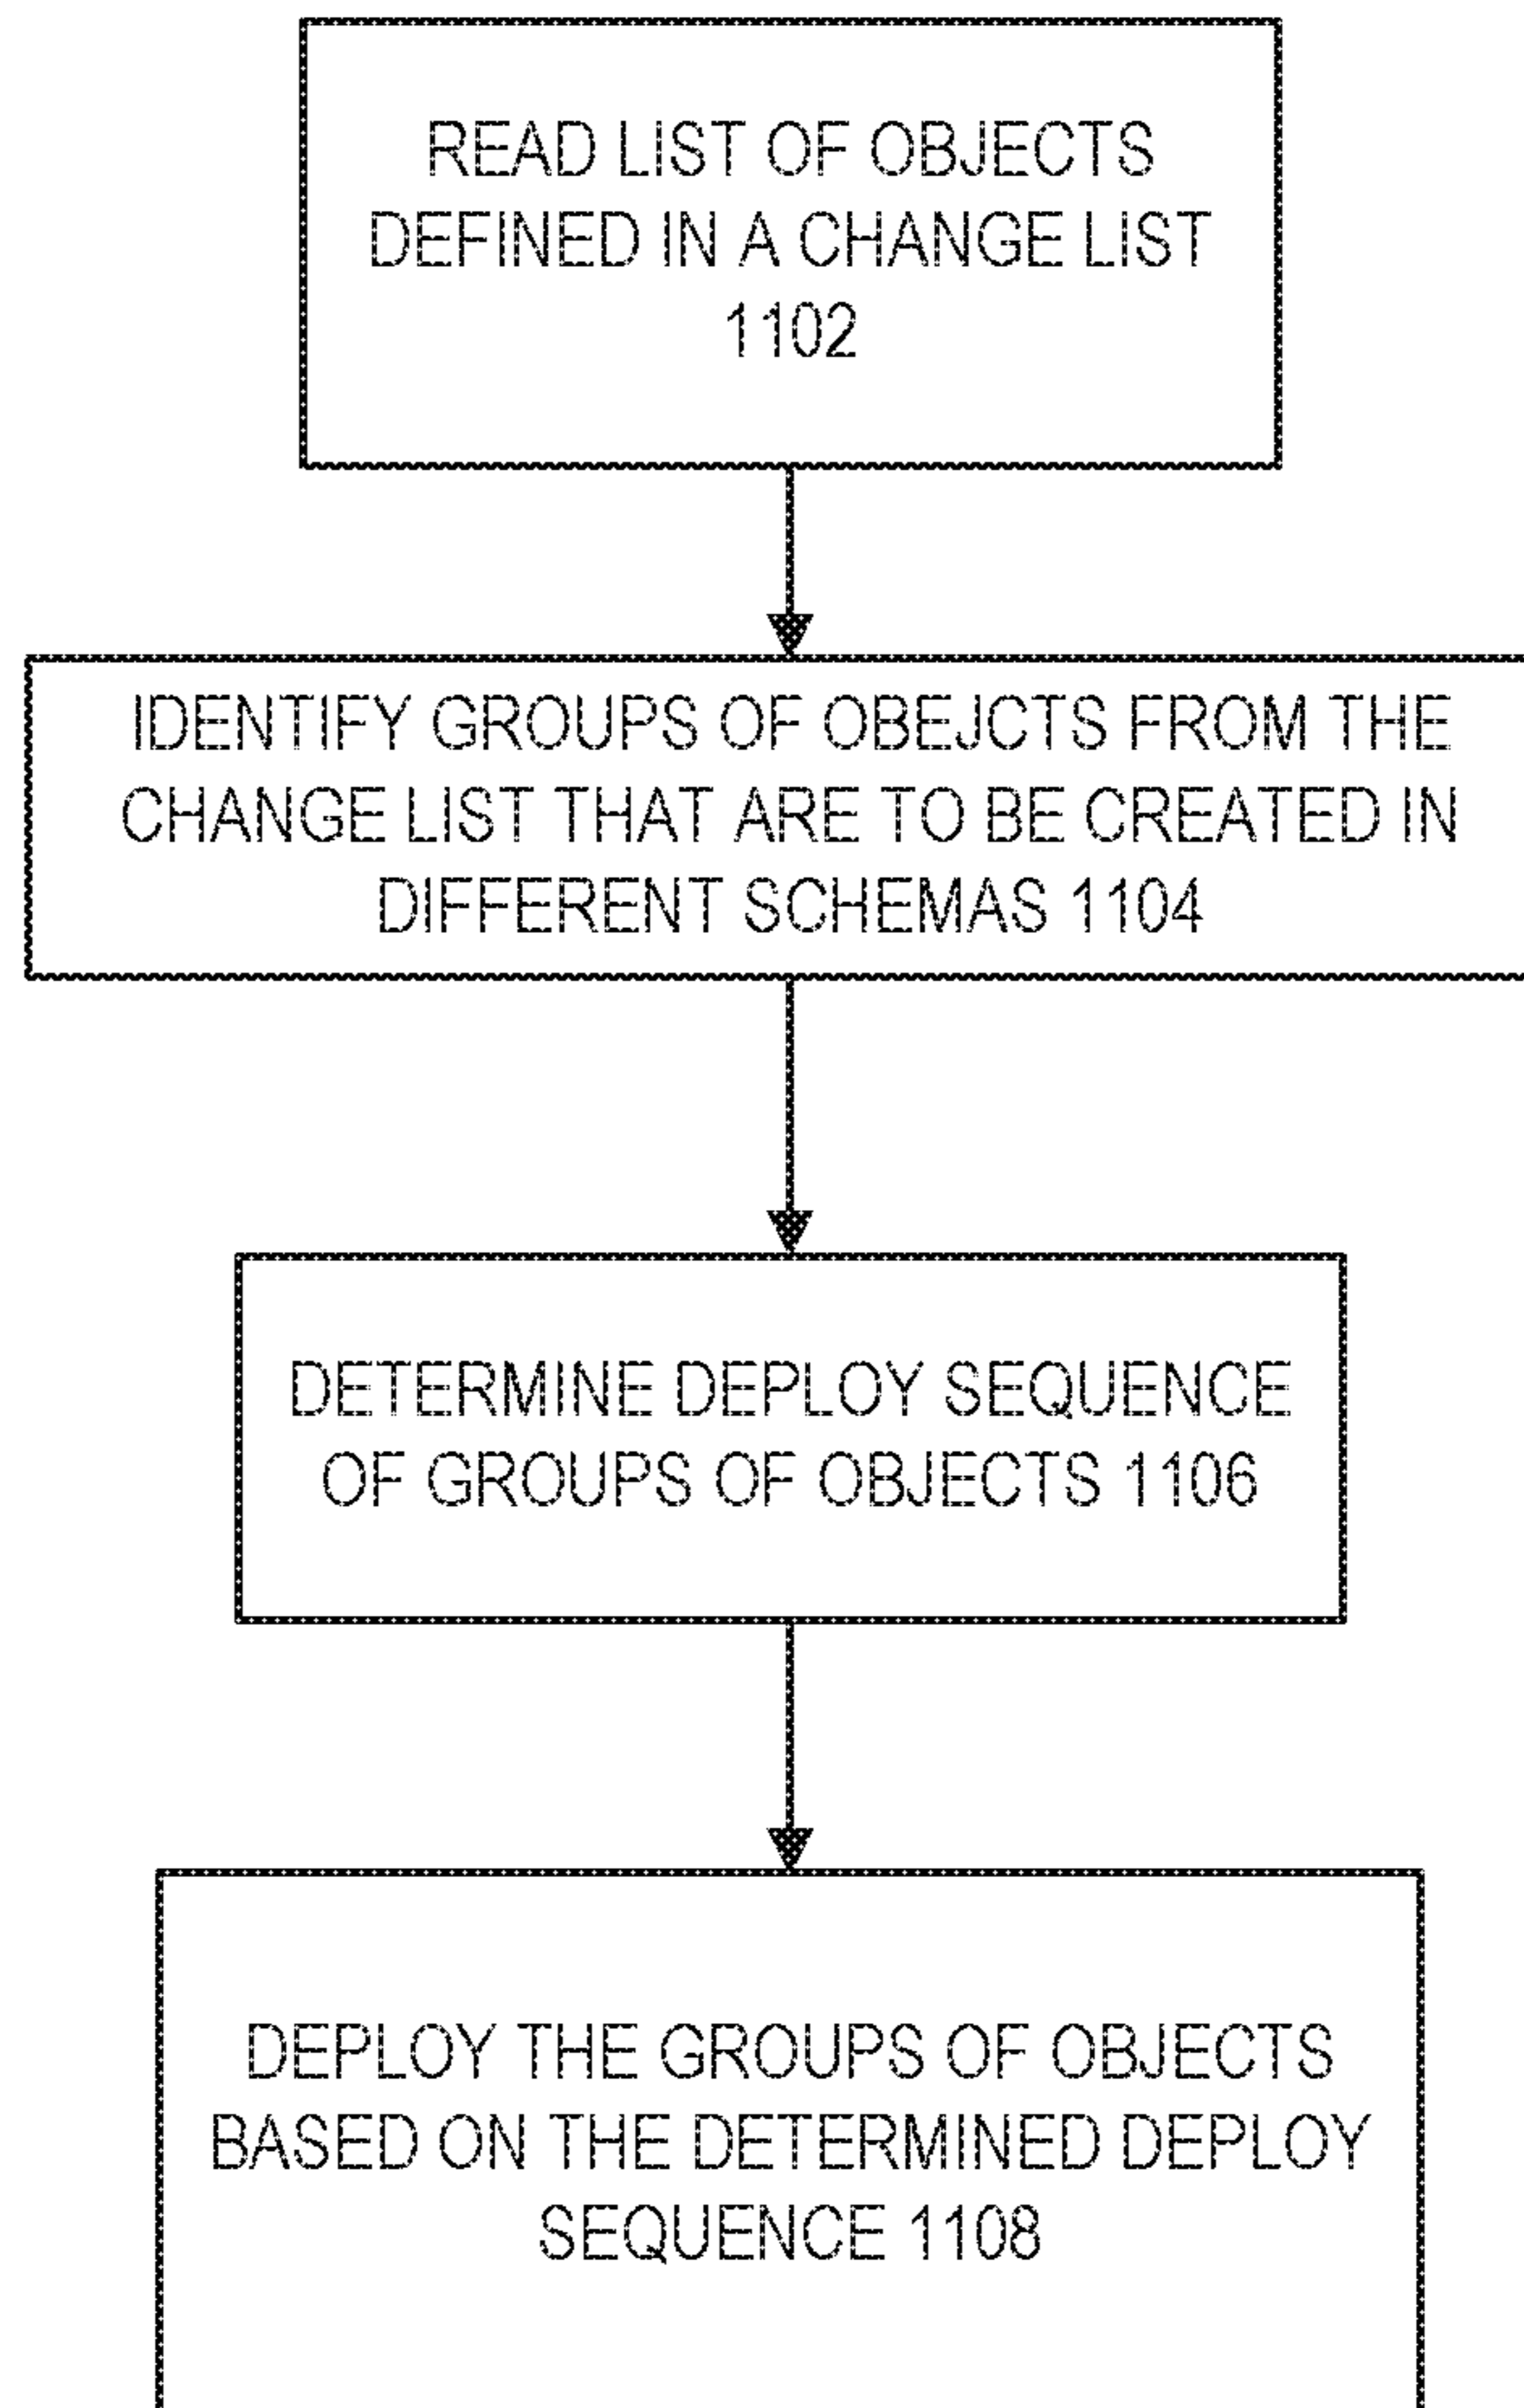 READ LIST OF OBJECTS
DEFINED IN A CHANGE LIST
1102
IDENTIFY GROUPS OF OBEJCTS FROM THE
CHANGE LIST THAT ARE TO BE CREATED IN
DIFFERENT SCHEMAS 1104
DETERMINE DEPLOY SEQUENCE
OF GROUPS OF OBJECTS 1106
DEPLOY THE GROUPS OF OBJECTS
BASED ON THE DETERMINED DEPLOY
SEQUENCE 1108